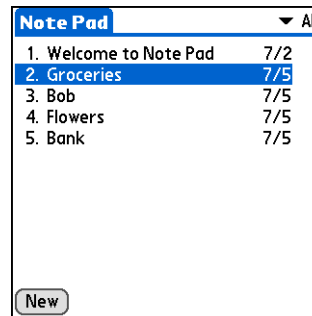 Note Pad
1. Welcome to Note Pad 7/2
2. Groceries 7/5
3. Bob 7/5
4. Flowers 7/5
5. Bank 7/5
New